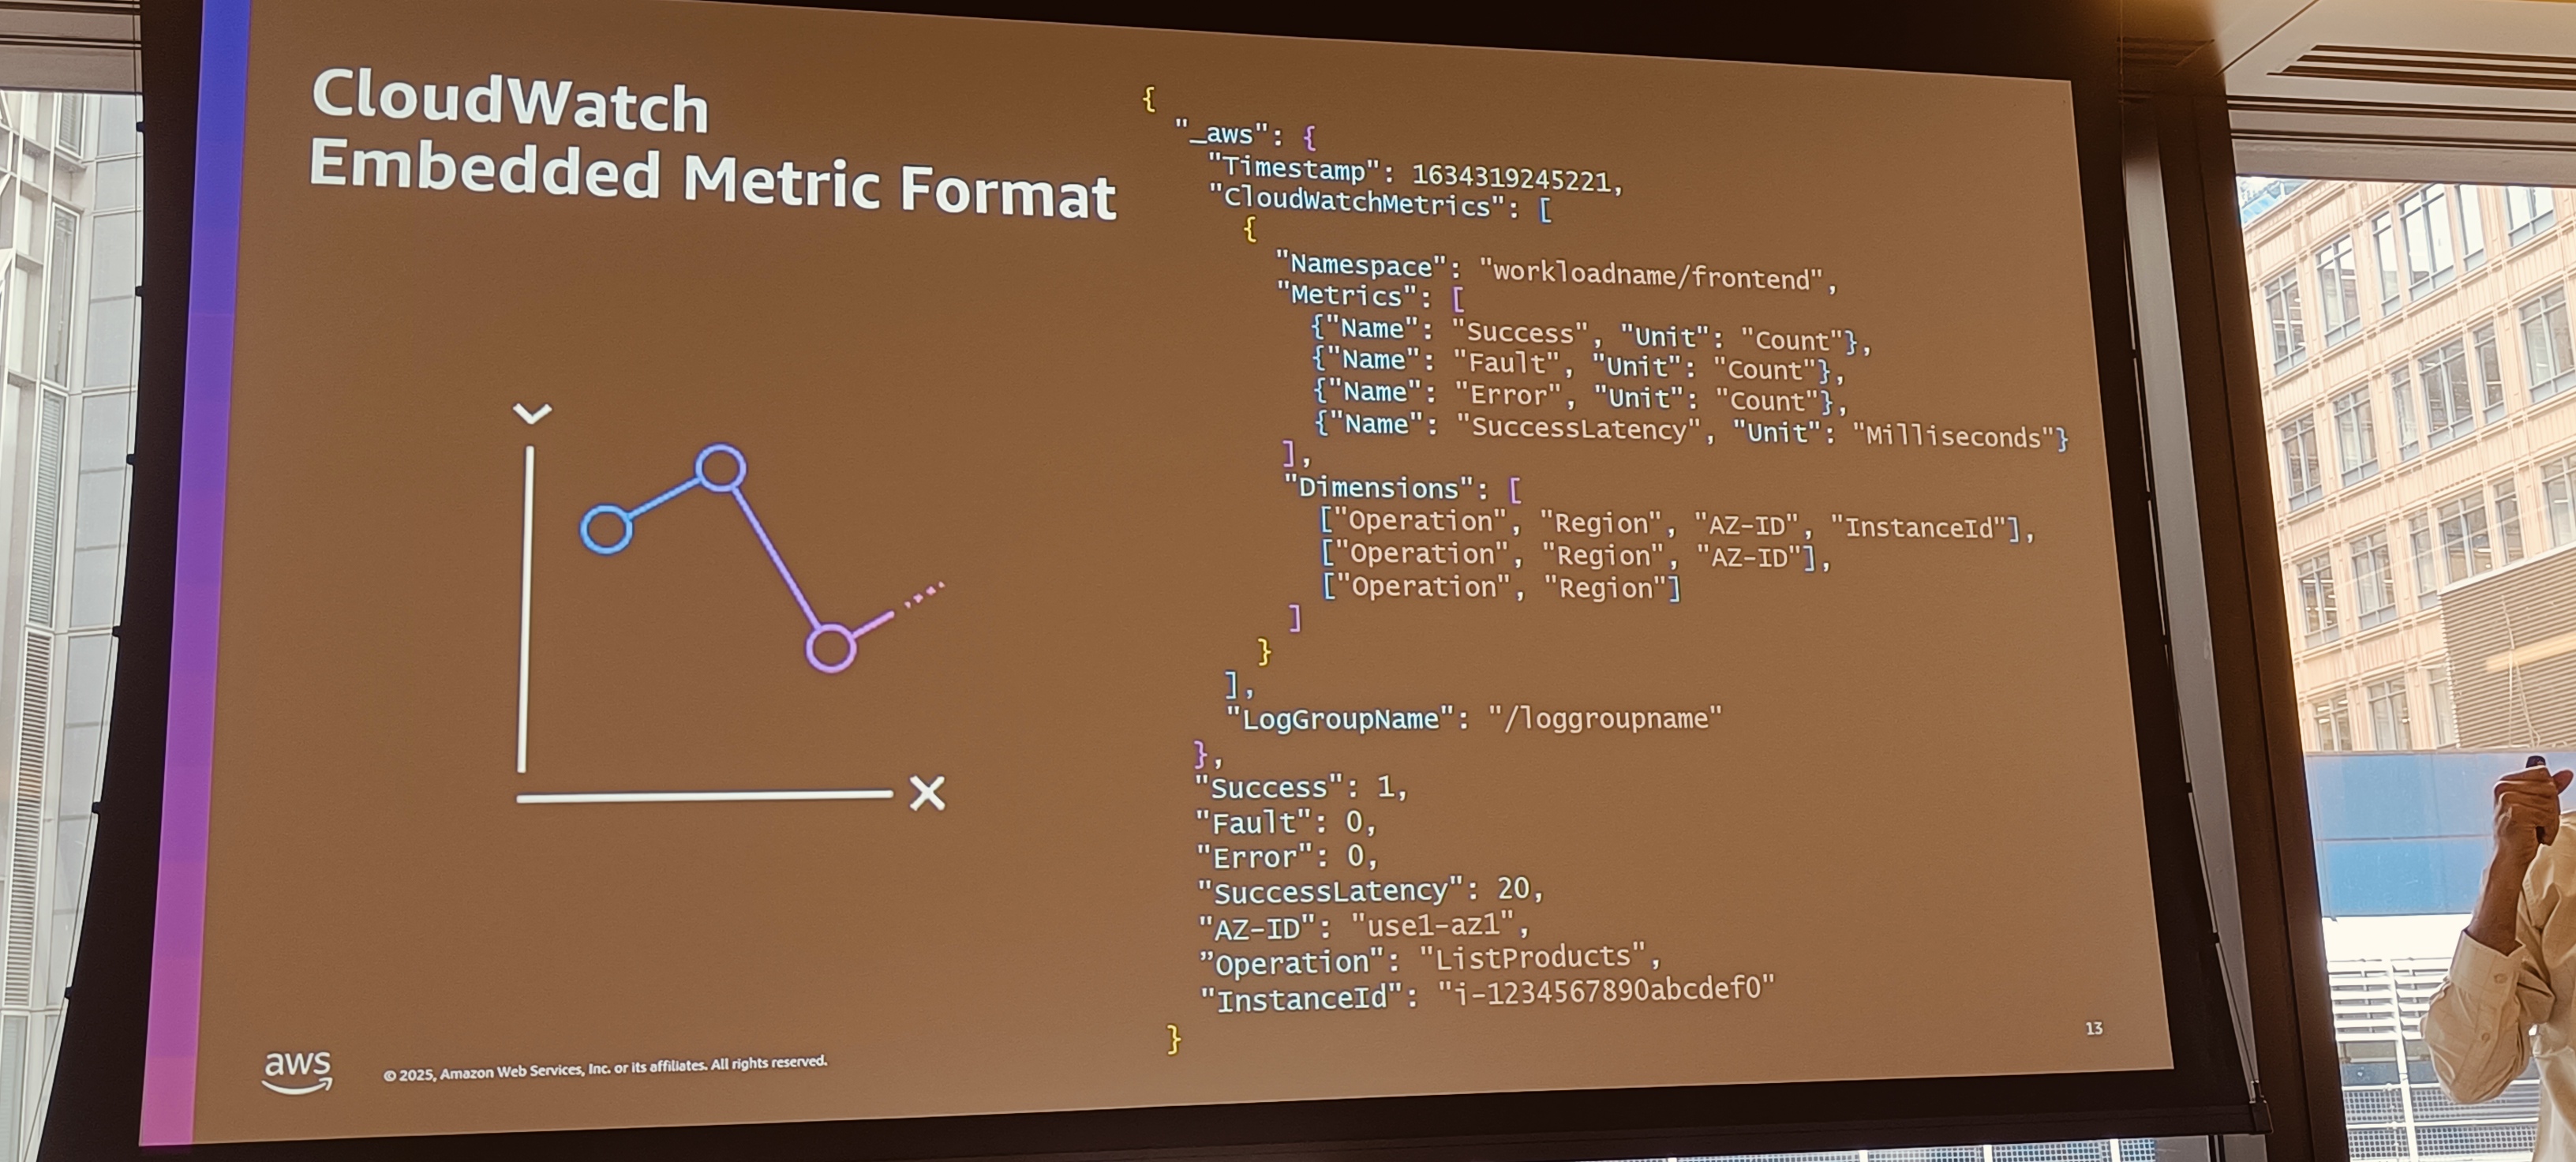 CloudWatch
Embedded Metric Format
{
"_aws": {
"Timestamp": 1634319245221,
"CloudWatchMetrics": [
{
"Namespace": "workloadname/frontend",
"Metrics": [
{"Name": "Success", "Unit": "Count"},
{"Name": "Fault", "Unit": "Count"},
{"Name": "Error", "Unit": "Count"},
{"Name": "SuccessLatency", "Unit": "Milliseconds"}
],
"Dimensions": [
["Operation", "Region", "AZ-ID", "InstanceId"],
["Operation", "Region", "AZ-ID"],
["Operation", "Region"]
]
}
],
"LogGroupName": "/loggroupname"
},
"Success": 1,
"Fault": 0,
"Error": 0,
"SuccessLatency": 20,
"AZ-ID": "use1-az1",
”Operation": "ListProducts",
"InstanceId": "i-1234567890abcdef0"
}
aws
© 2025, Amazon Web Services, Inc. or its affiliates. All rights reserved.
13